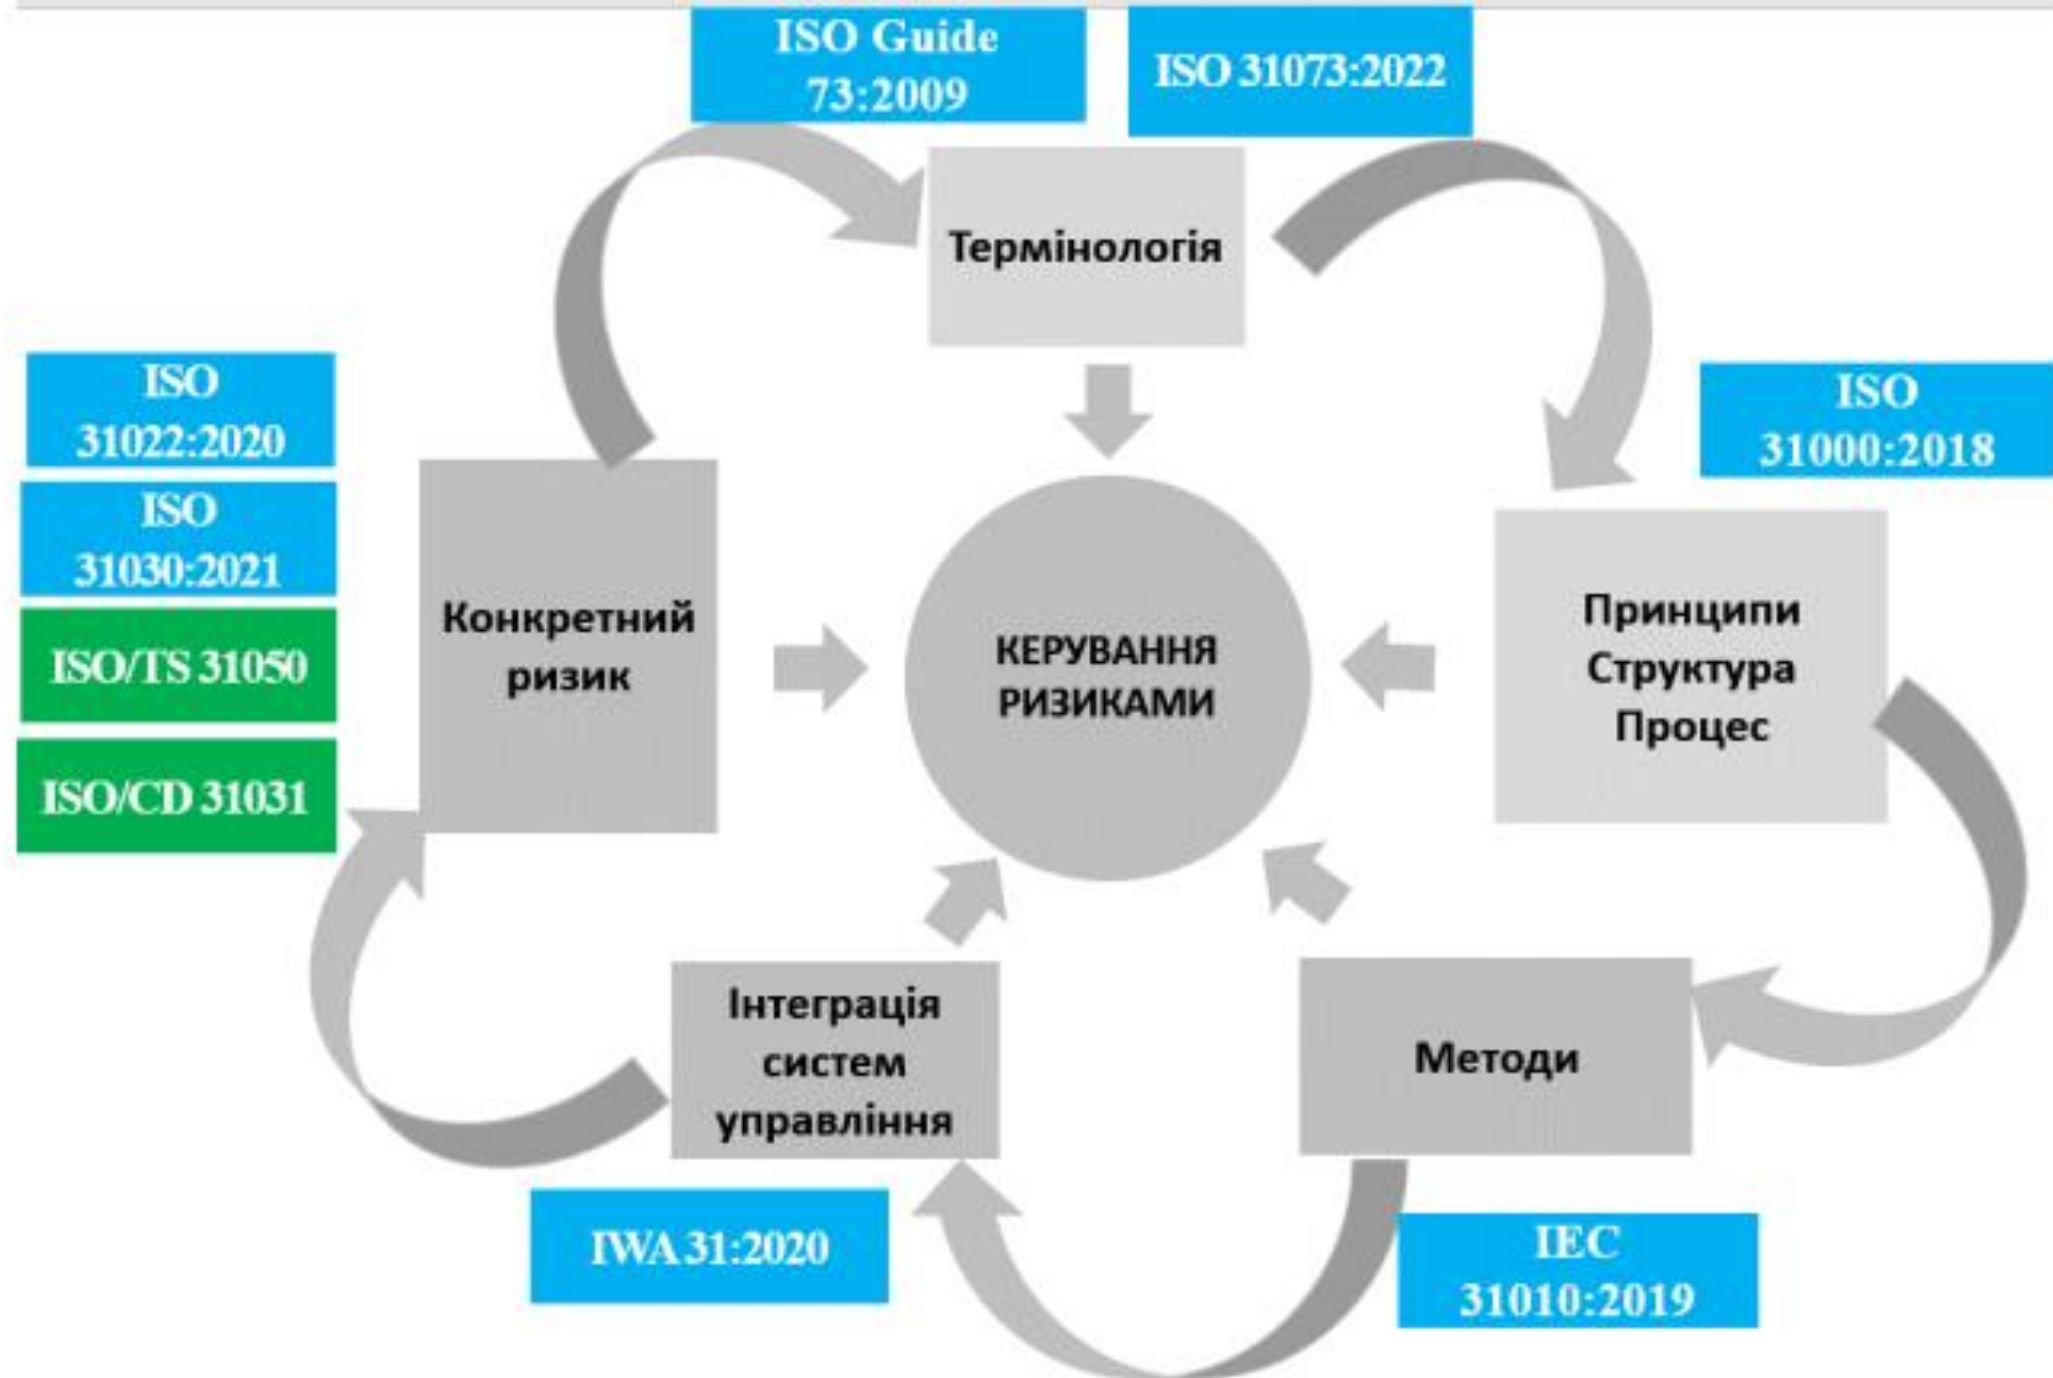 ISO Guide
73:2009
ISO 31073:2022
Термінологія
ISO
31022:2020
ISO
31030:2021
ISO/TS 31050
ISO/CD 31031
Конкретний
ризик
КЕРУВАННЯ
РИЗИКАМИ
ISO
31000:2018
Принципи
Структура
Процес
Інтеграція
систем
управління
Методи
IWA 31:2020
IEC
31010:2019